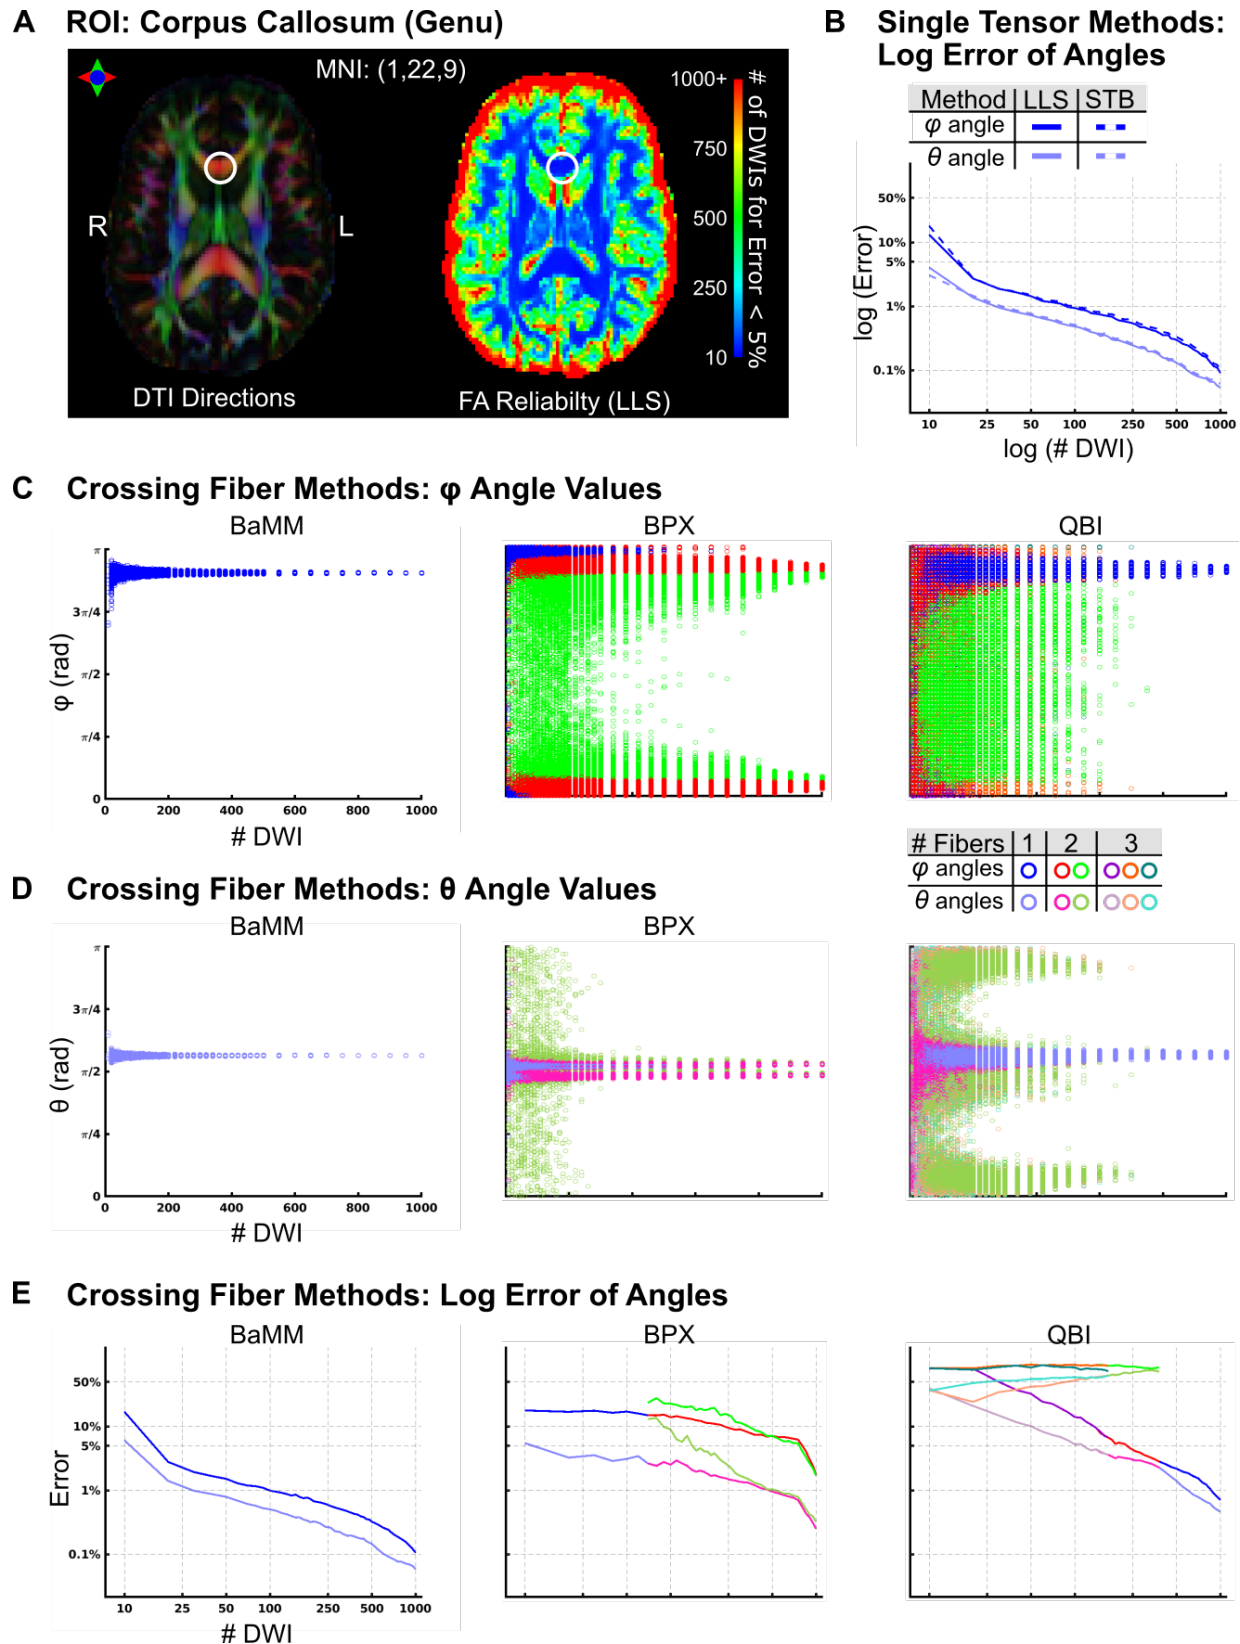 A ROI: Corpus Callosum (Genu)
MNI: (1,22,9)
R
L
DTI Directions
FA Reliabilty (LLS)
1000+
750
500
250
10
# of DWIs for Error < 5%
B Single Tensor Methods:
Log Error of Angles
Method LLS STB
φ angle
θ angle
log (Error)
50%
10%
5%
1%
0.1%
10 25 50 100 250 500 1000
log (# DWI)
C Crossing Fiber Methods: φ Angle Values
BaMM BPX QBI
φ (rad)
π
3π/4
π/2
π/4
0
0 200 400 600 800 1000
# DWI
# Fibers 1 2 3
φ angles
θ angles
D Crossing Fiber Methods: θ Angle Values
BaMM BPX
θ (rad)
π
3π/4
π/2
π/4
0
0 200 400 600 800 1000
# DWI
E Crossing Fiber Methods: Log Error of Angles
BaMM BPX QBI
Error
50%
10%
5%
1%
0.1%
10 25 50 100 250 500 1000
# DWI